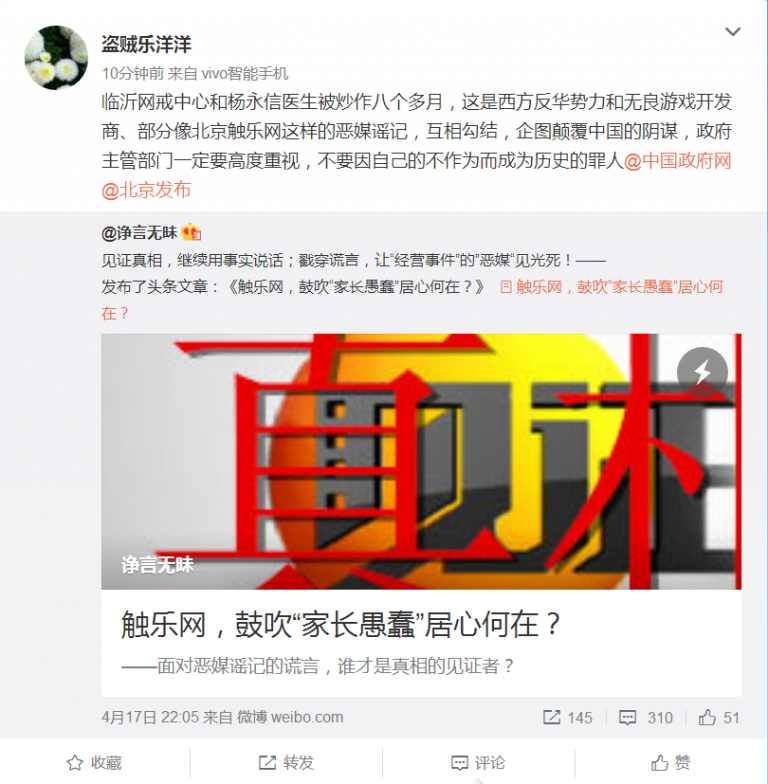 盗贼乐洋洋
10分钟前 来自 vivo智能手机
临沂网戒中心和杨永信医生被炒作八个多月，这是西方反华势力和无良游戏开发
商、部分像北京触乐网这样的恶媒谣记，互相勾结，企图颠覆中国的阴谋，政府
主管部门一定要高度重视，不要因自己的不作为而成为历史的罪人@中国政府网
@北京发布
@诤言无昧
见证真相，继续用事实说话；戳穿谎言，让“经营事件”的”恶媒“见光死！——
发布了头条文章：《触乐网，鼓吹“家长愚蠢”居心何在？》 触乐网，鼓吹“家长愚蠢”居心何
在？
真相
诤言无昧
触乐网，鼓吹“家长愚蠢”居心何在？
——面对恶媒谣记的谎言，谁才是真相的见证者？
4月17日 22:05 来自 微博 weibo.com 145 310 51
收藏 转发 评论 赞